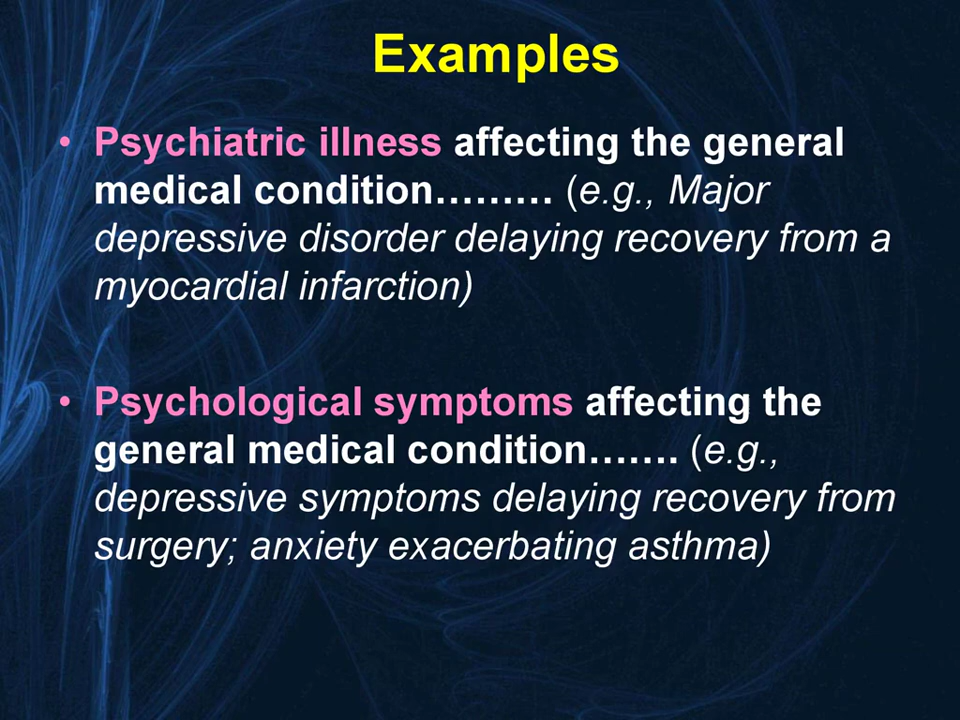 Examples
• Psychiatric illness affecting the general
medical condition……… (e.g., Major
depressive disorder delaying recovery from a
myocardial infarction)
• Psychological symptoms affecting the
general medical condition……. (e.g.,
depressive symptoms delaying recovery from
surgery; anxiety exacerbating asthma)